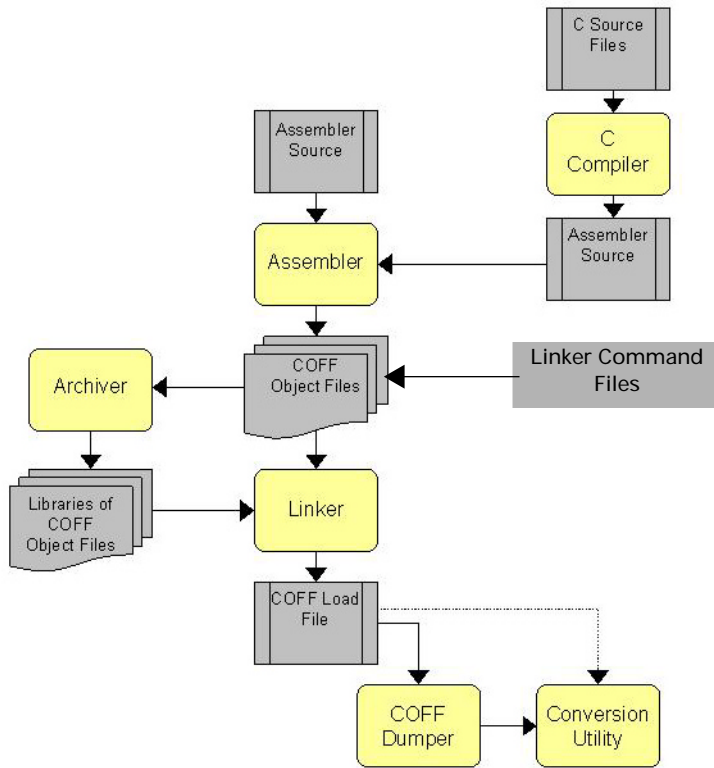 C Source
Files
Assembler
Source
C
Compiler
Assembler
Source
Assembler
COFF
Object Files
Linker Command
Files
Archiver
Libraries of
COFF
Object Files
Linker
COFF Load
File
COFF
Dumper
Conversion
Utility